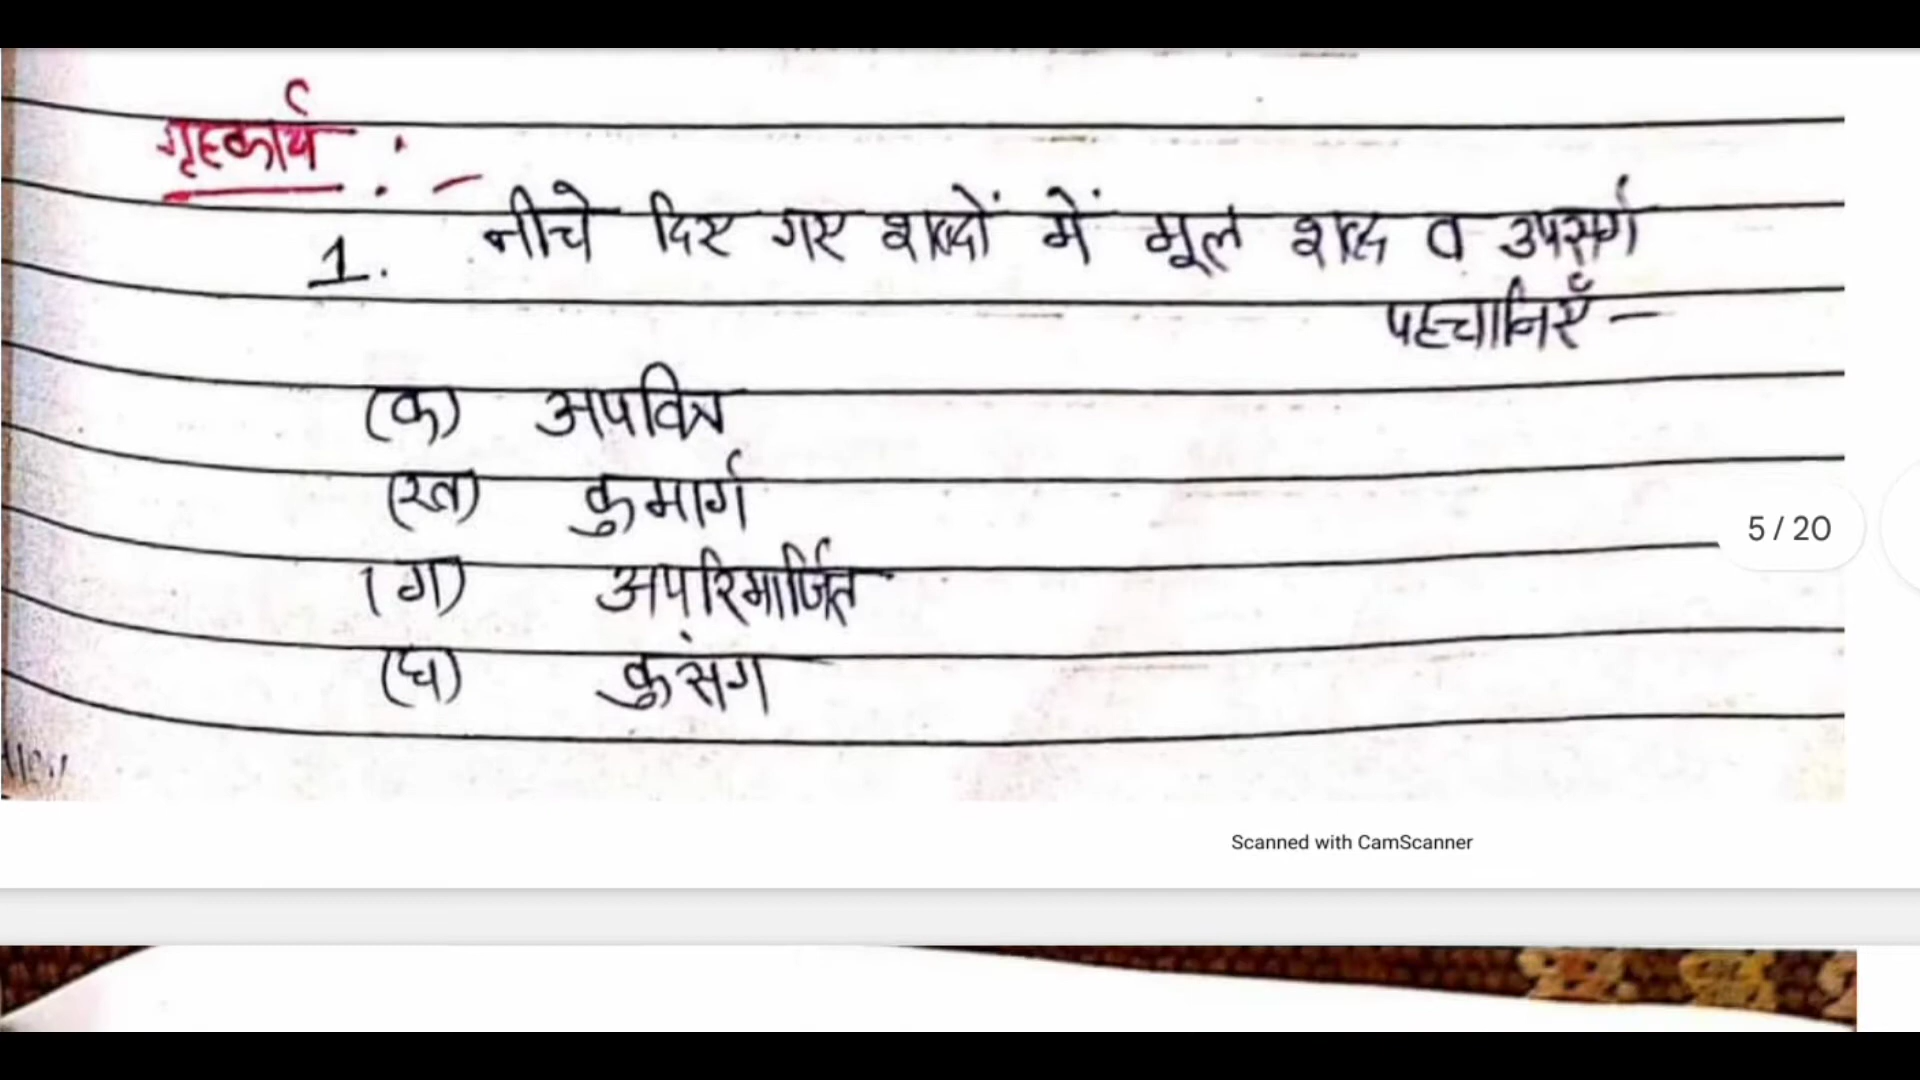 गृहकार्य :-
1. नीचे दिए गए शब्दों में मूल शब्द व उपसर्ग
पहचानिएँ —
(क) अपवित्र
(ख) कुमार्ग
(ग) अपरिमार्जित
(घ) कुसंग
5 / 20
Scanned with CamScanner